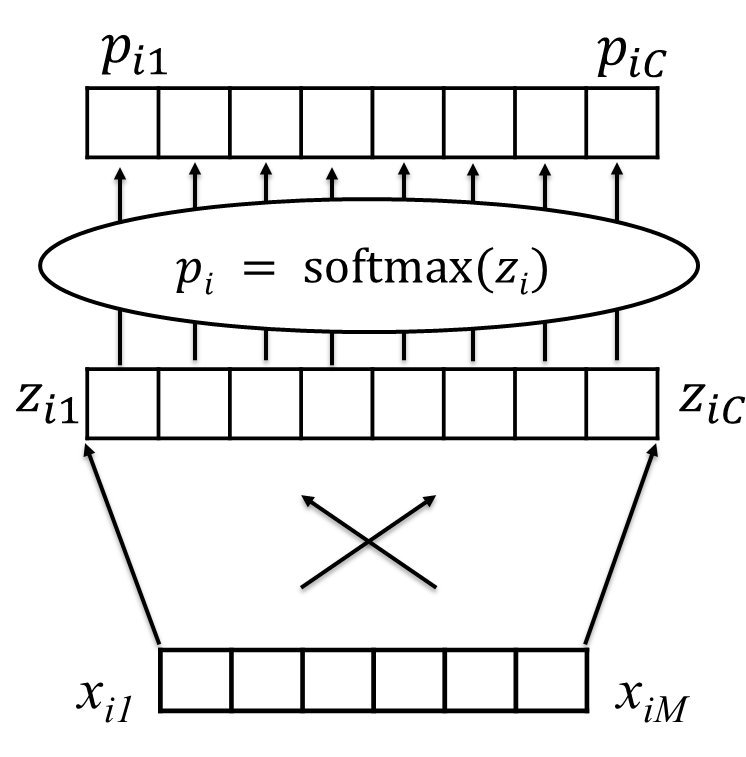 p_{i1} p_{iC}
p_i = softmax(z_i)
z_{i1} z_{iC}
x_{i1} x_{iM}